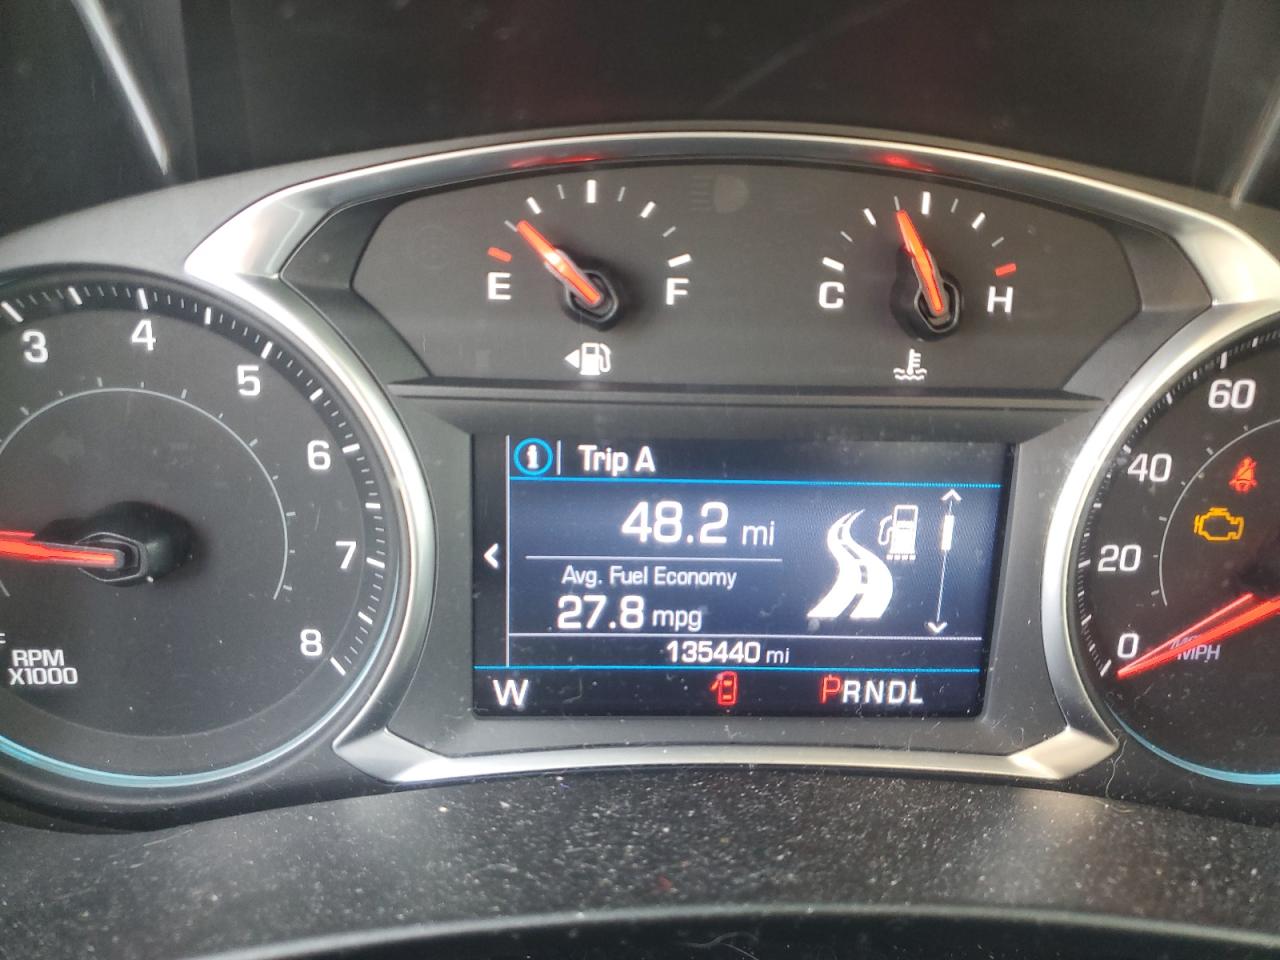 E F
C H
3 4 5 6 7 8
RPM
X1000
i Trip A
48.2 mi
Avg. Fuel Economy
27.8 mpg
135440 mi
W PRNDL
60
40
20
0
MPH